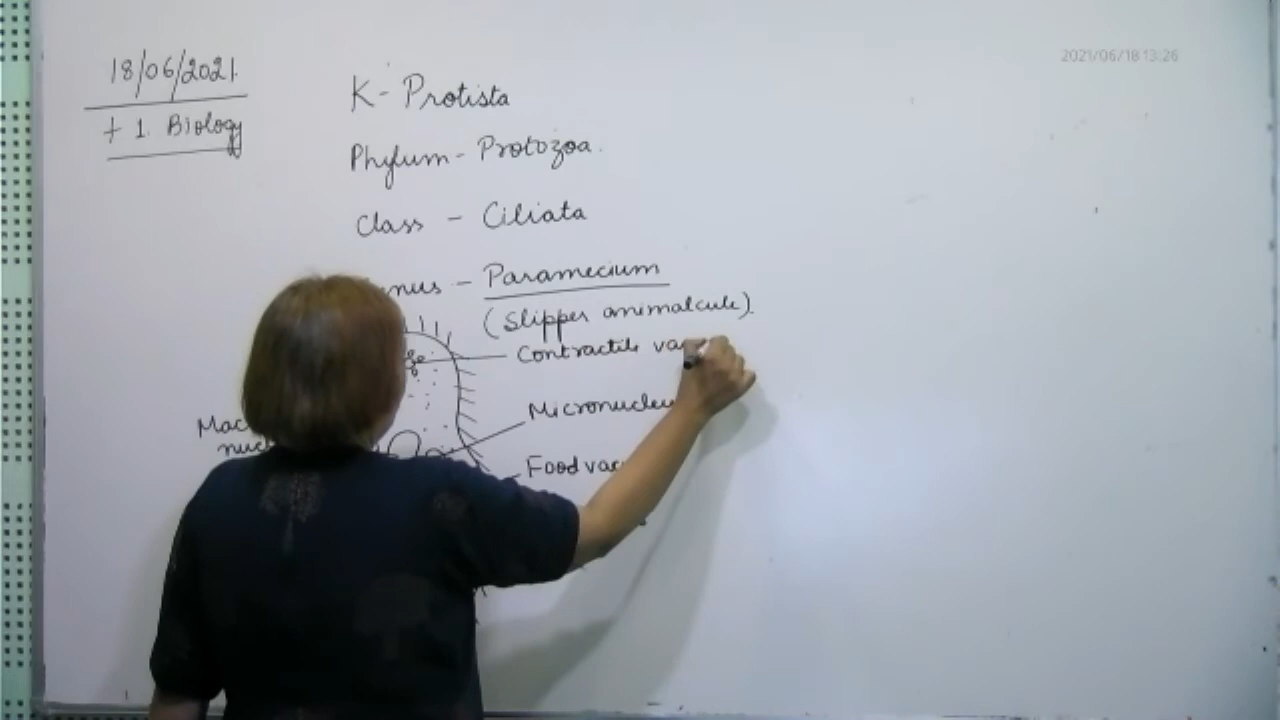 18/06/2021
+ 1. Biology
2021/06/18 13:26
K - Protista
Phylum - Protozoa.
Class - Ciliata
- Paramecium
(Slipper animalcule)
Contractile
Micronucleu
Food